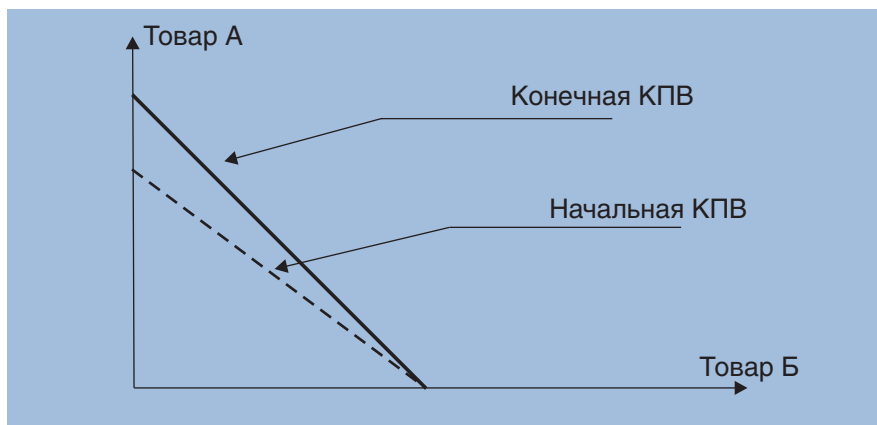 Товар А
Конечная КПВ
Начальная КПВ
Товар Б